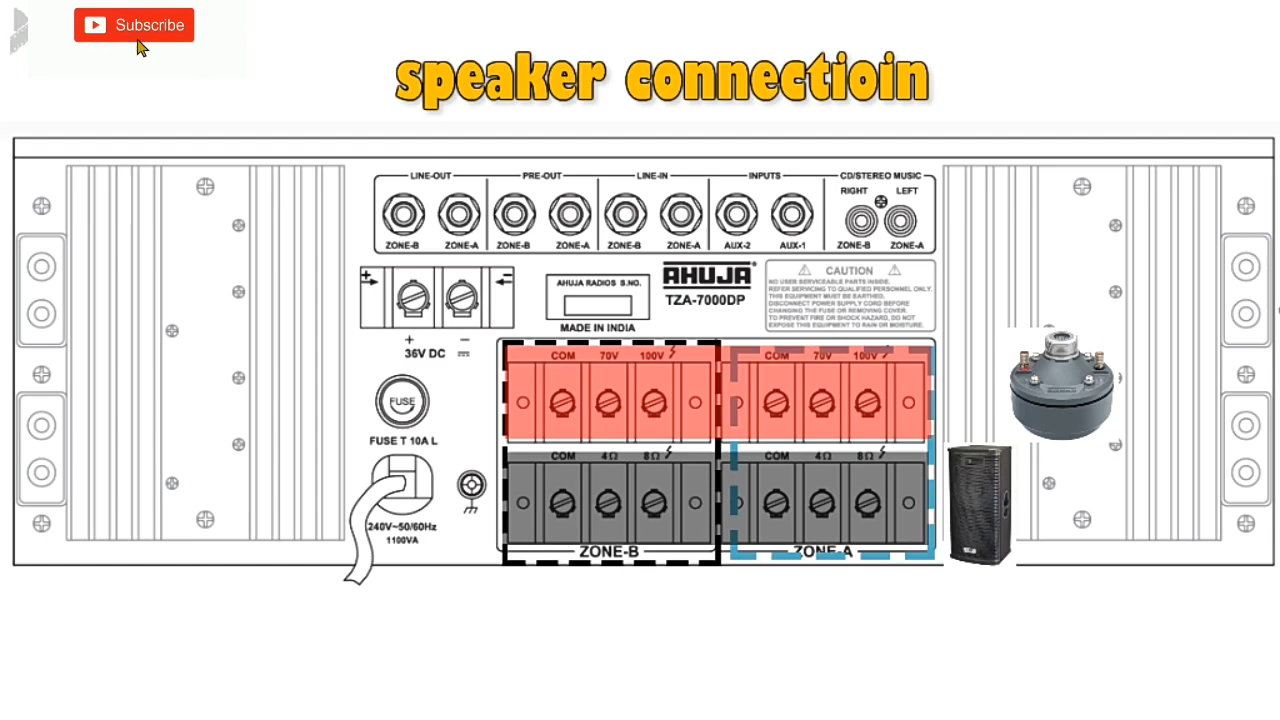 Subscribe
speaker connectioin
LINE-OUT PRE-OUT LINE-IN INPUTS CD/STEREO MUSIC
RIGHT LEFT
ZONE-B ZONE-A ZONE-B ZONE-A ZONE-B ZONE-A AUX-2 AUX-1 ZONE-B ZONE-A
+ −
AHUJA RADIOS S.NO.
MADE IN INDIA
AHUJA®
TZA-7000DP
CAUTION
NO USER SERVICEABLE PARTS INSIDE.
REFER SERVICING TO QUALIFIED PERSONNEL ONLY.
THIS EQUIPMENT MUST BE EARTHED.
DISCONNECT POWER SUPPLY CORD BEFORE
CHANGING THE FUSE OR REMOVING COVER.
TO PREVENT FIRE OR SHOCK HAZARD, DO NOT
EXPOSE THIS EQUIPMENT TO RAIN OR MOISTURE.
+ −
36V DC
COM 70V 100V COM 70V 100V
FUSE
FUSE T 10A L
COM 4Ω 8Ω COM 4Ω 8Ω
240V~50/60Hz
1100VA
ZONE-B ZONE-A